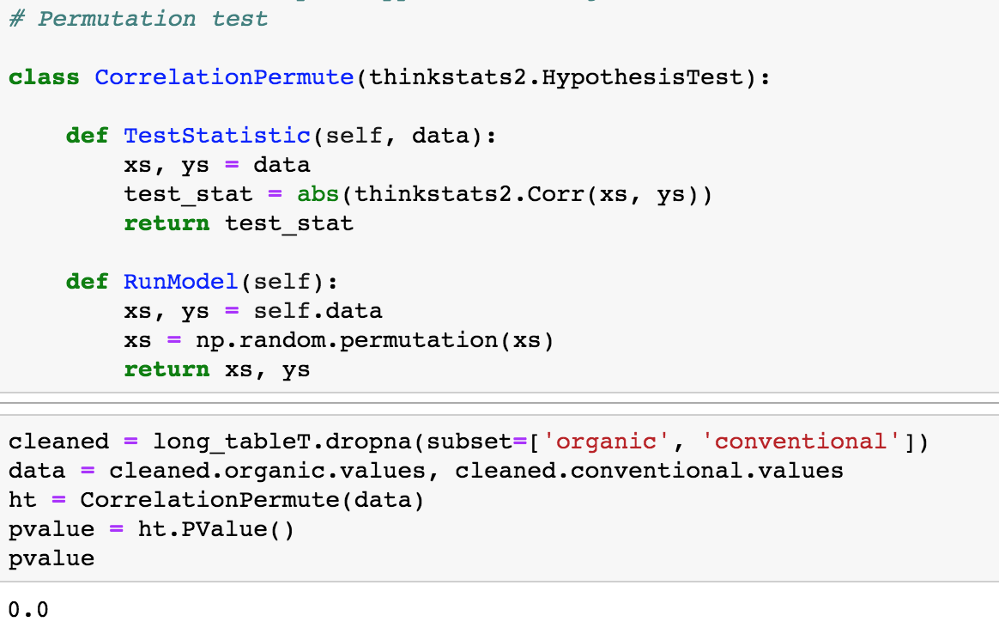 # Permutation test
class CorrelationPermute(thinkstats2.HypothesisTest):
def TestStatistic(self, data):
xs, ys = data
test_stat = abs(thinkstats2.Corr(xs, ys))
return test_stat
def RunModel(self):
xs, ys = self.data
xs = np.random.permutation(xs)
return xs, ys
cleaned = long_tableT.dropna(subset=['organic', 'conventional'])
data = cleaned.organic.values, cleaned.conventional.values
ht = CorrelationPermute(data)
pvalue = ht.PValue()
pvalue
0.0